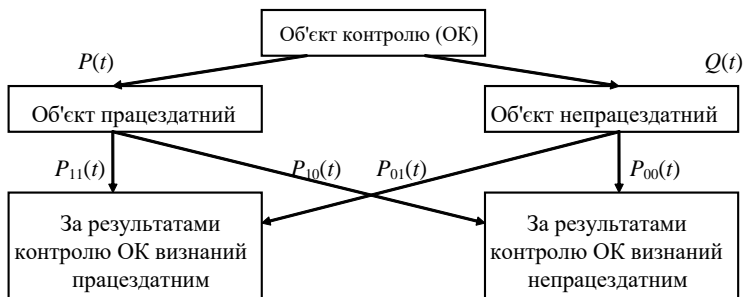 Об'єкт контролю (ОК)
P(t)
Q(t)
Об'єкт працездатний
Об'єкт непрацездатний
P₁₁(t)
P₁₀(t)
P₀₁(t)
P₀₀(t)
За результатами
контролю ОК визнаний
працездатним
За результатами
контролю ОК визнаний
непрацездатним